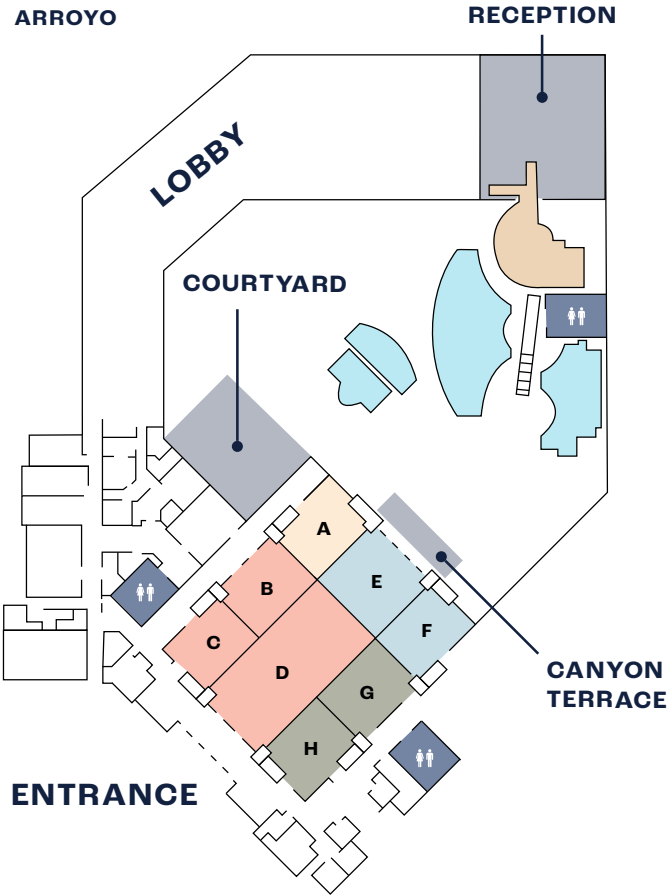 ARROYO
RECEPTION
LOBBY
COURTYARD
A
B
E
C
F
D
G
H
CANYON
TERRACE
ENTRANCE